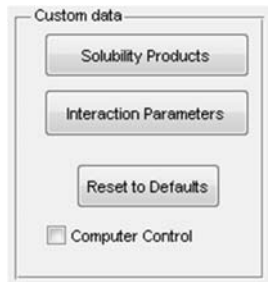 Custom data
Solubility Products
Interaction Parameters
Reset to Defaults
Computer Control